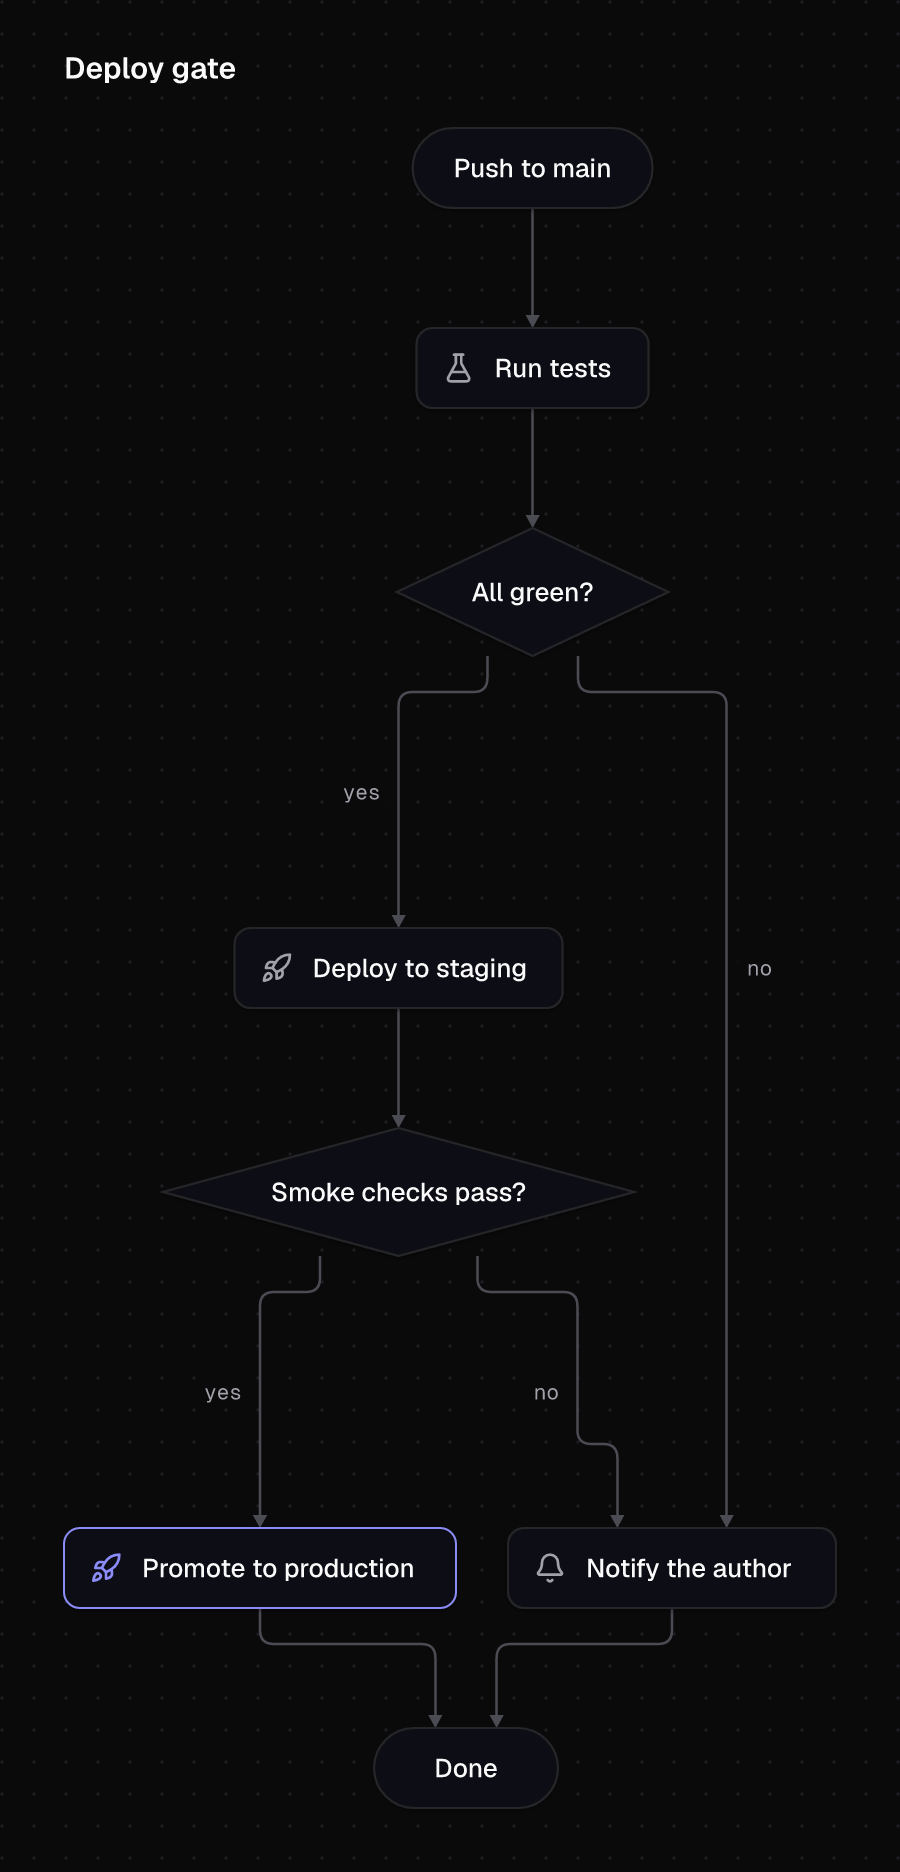 Deploy gate
Push to main
Run tests
All green?
yes
Deploy to staging
no
Smoke checks pass?
yes
no
Promote to production
Notify the author
Done